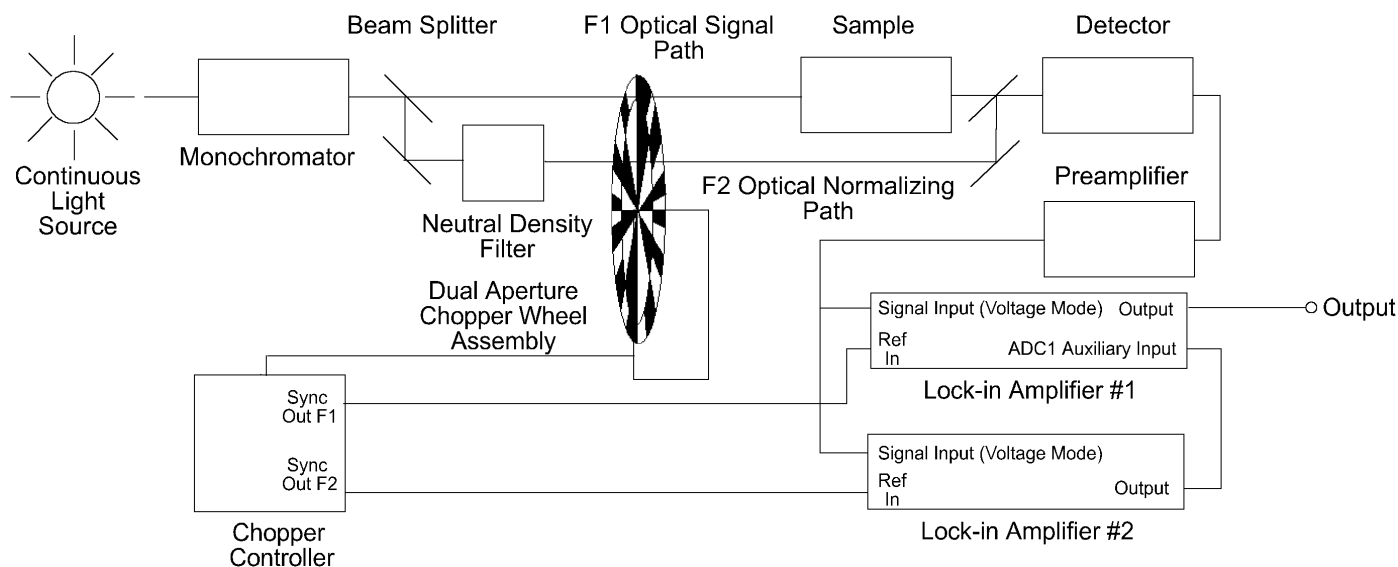 Beam Splitter
F1 Optical Signal
Path
Sample
Detector
Continuous
Light
Source
Monochromator
Neutral Density
Filter
F2 Optical Normalizing
Path
Preamplifier
Dual Aperture
Chopper Wheel
Assembly
Signal Input (Voltage Mode) Output
Ref
In
ADC1 Auxiliary Input
Output
Lock-in Amplifier #1
Sync
Out F1
Sync
Out F2
Chopper
Controller
Signal Input (Voltage Mode)
Ref
In
Output
Lock-in Amplifier #2